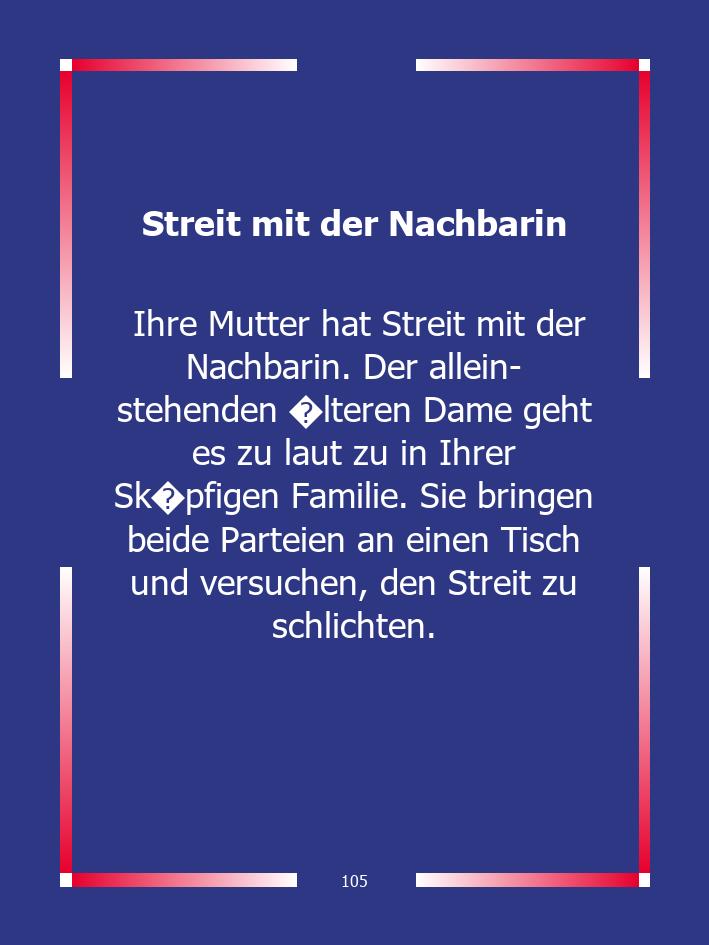 Streit mit der Nachbarin
Ihre Mutter hat Streit mit der
Nachbarin. Der allein-
stehenden �lteren Dame geht
es zu laut zu in Ihrer
Sk�pfigen Familie. Sie bringen
beide Parteien an einen Tisch
und versuchen, den Streit zu
schlichten.
105